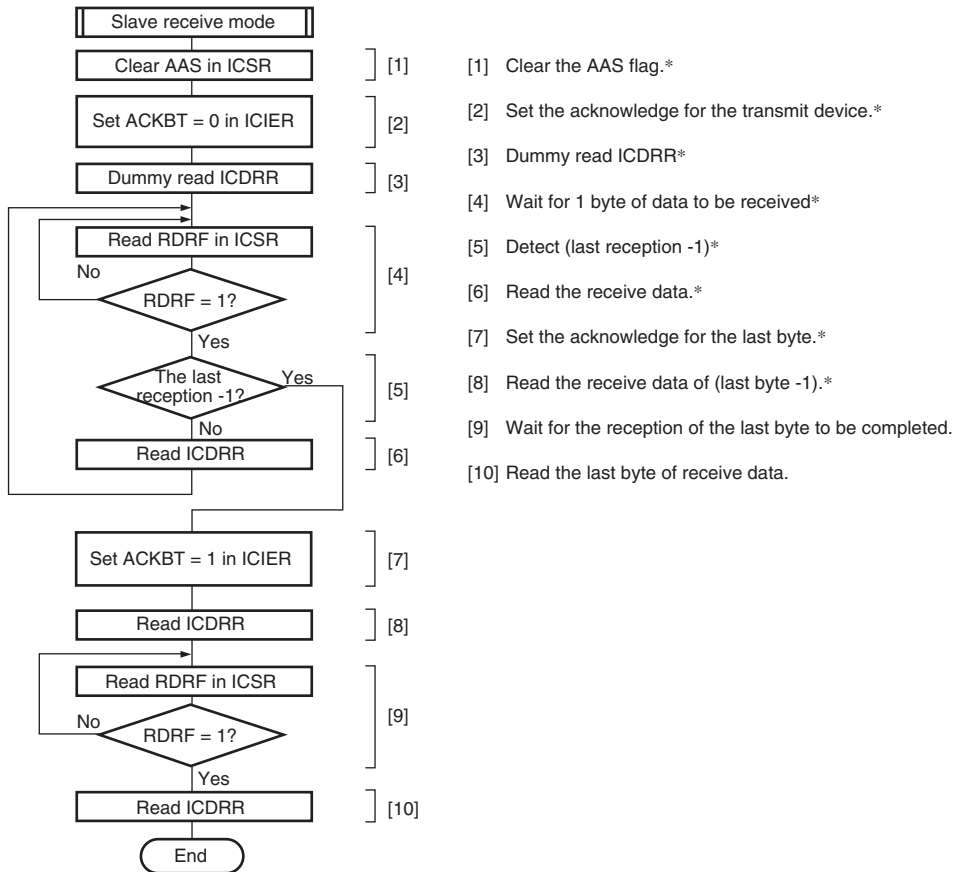 Slave receive mode
Clear AAS in ICSR
[1]
Set ACKBT = 0 in ICIER
[2]
Dummy read ICDRR
[3]
Read RDRF in ICSR
No
RDRF = 1?
[4]
Yes
The last
reception -1?
Yes
[5]
No
Read ICDRR
[6]
Set ACKBT = 1 in ICIER
[7]
Read ICDRR
[8]
Read RDRF in ICSR
No
RDRF = 1?
[9]
Yes
Read ICDRR
[10]
End
[1] Clear the AAS flag.*
[2] Set the acknowledge for the transmit device.*
[3] Dummy read ICDRR*
[4] Wait for 1 byte of data to be received*
[5] Detect (last reception -1)*
[6] Read the receive data.*
[7] Set the acknowledge for the last byte.*
[8] Read the receive data of (last byte -1).*
[9] Wait for the reception of the last byte to be completed.
[10] Read the last byte of receive data.